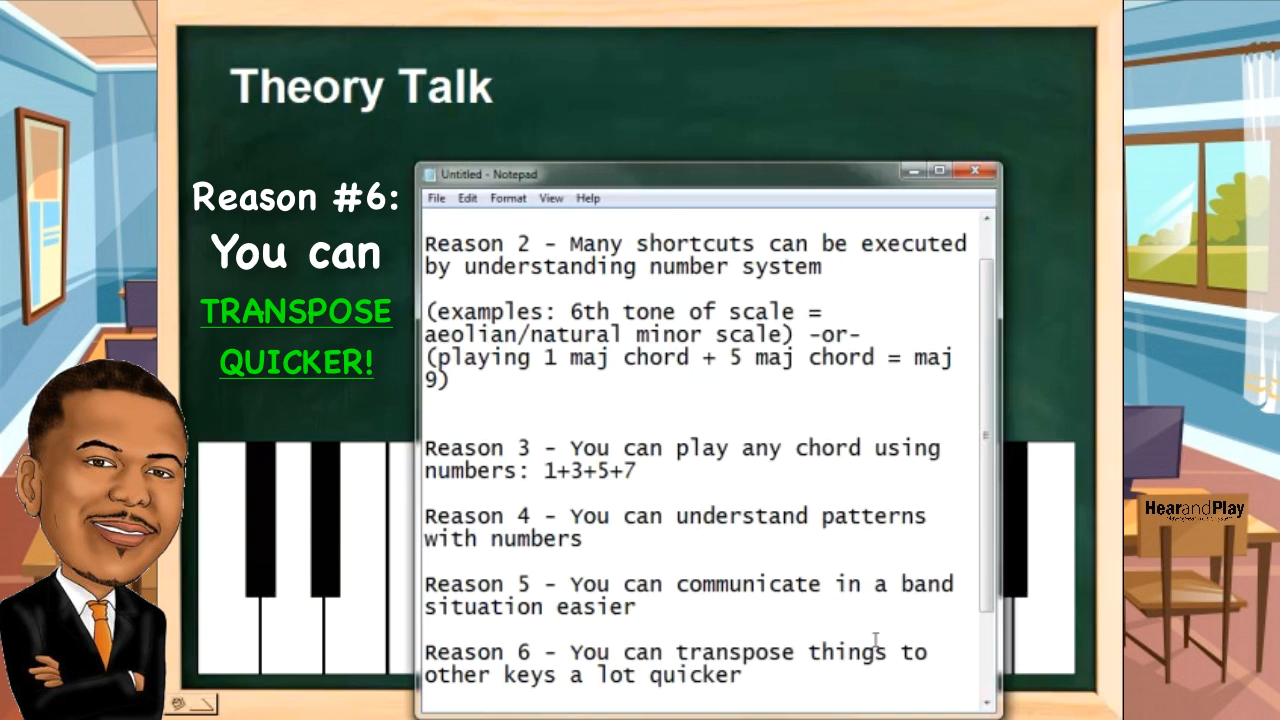 Theory Talk
Reason #6:
You can
TRANSPOSE
QUICKER!
Untitled - Notepad
File Edit Format View Help
Reason 2 - Many shortcuts can be executed
by understanding number system
(examples: 6th tone of scale =
aeolian/natural minor scale) -or-
(playing 1 maj chord + 5 maj chord = maj
9)
Reason 3 - You can play any chord using
numbers: 1+3+5+7
Reason 4 - You can understand patterns
with numbers
Reason 5 - You can communicate in a band
situation easier
Reason 6 - You can transpose things to
other keys a lot quicker
HearandPlay